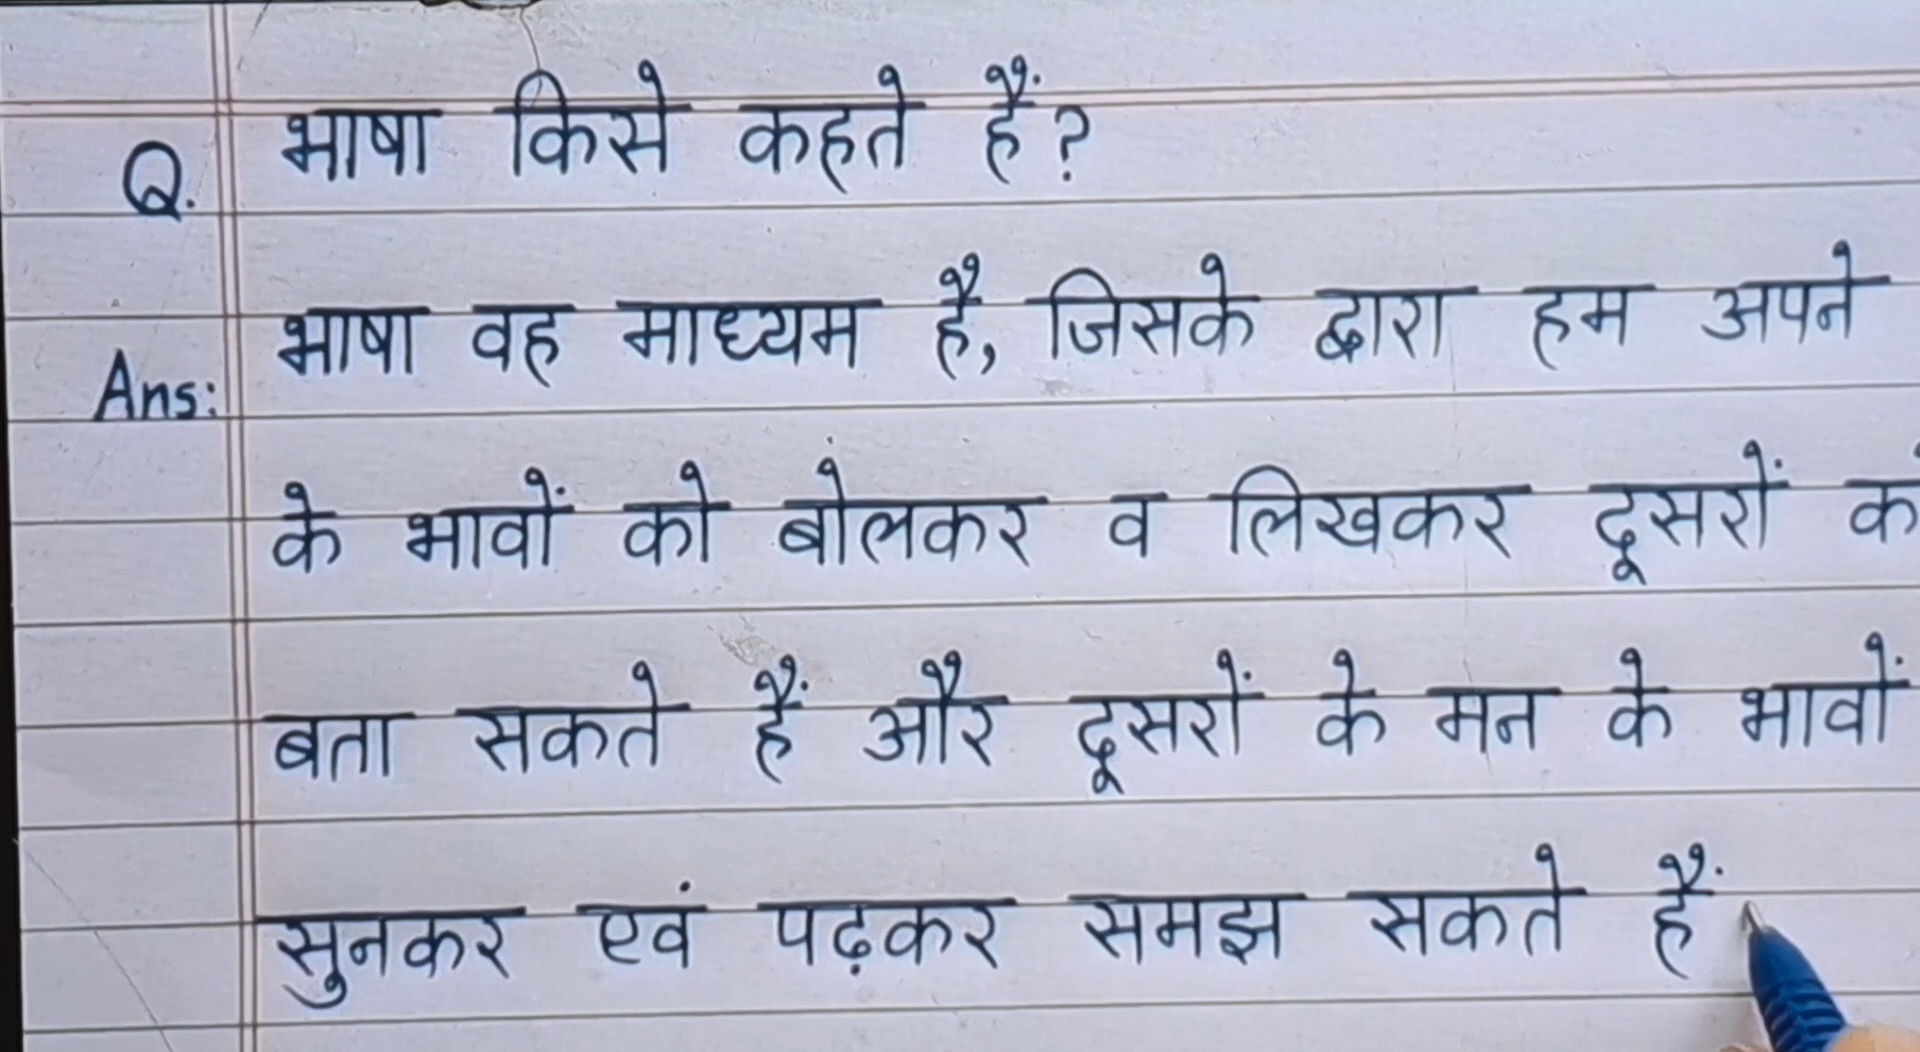 Q. भाषा किसे कहते हैं?
Ans: भाषा वह माध्यम है, जिसके द्वारा हम अपने
के भावों को बोलकर व लिखकर दूसरों
बता सकते हैं और दूसरों के मन के भावों
सुनकर एवं पढ़कर समझ सकते हैं